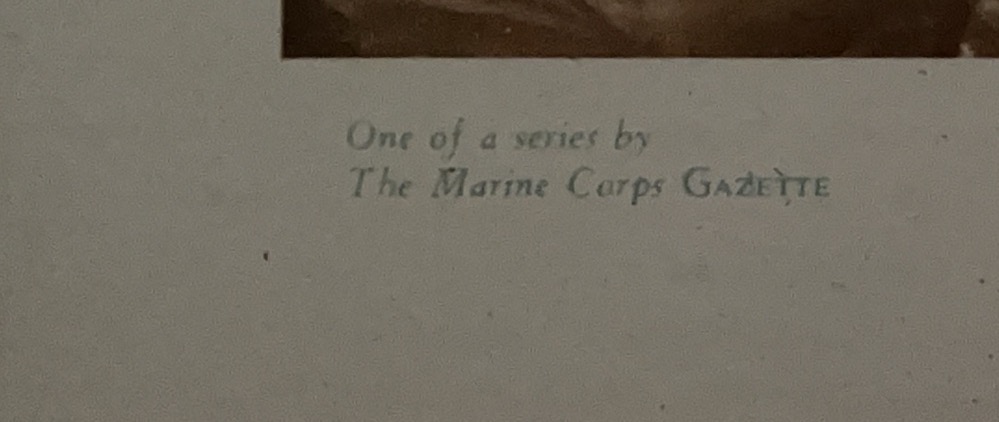 One of a series by
The Marine Corps GAZETTE